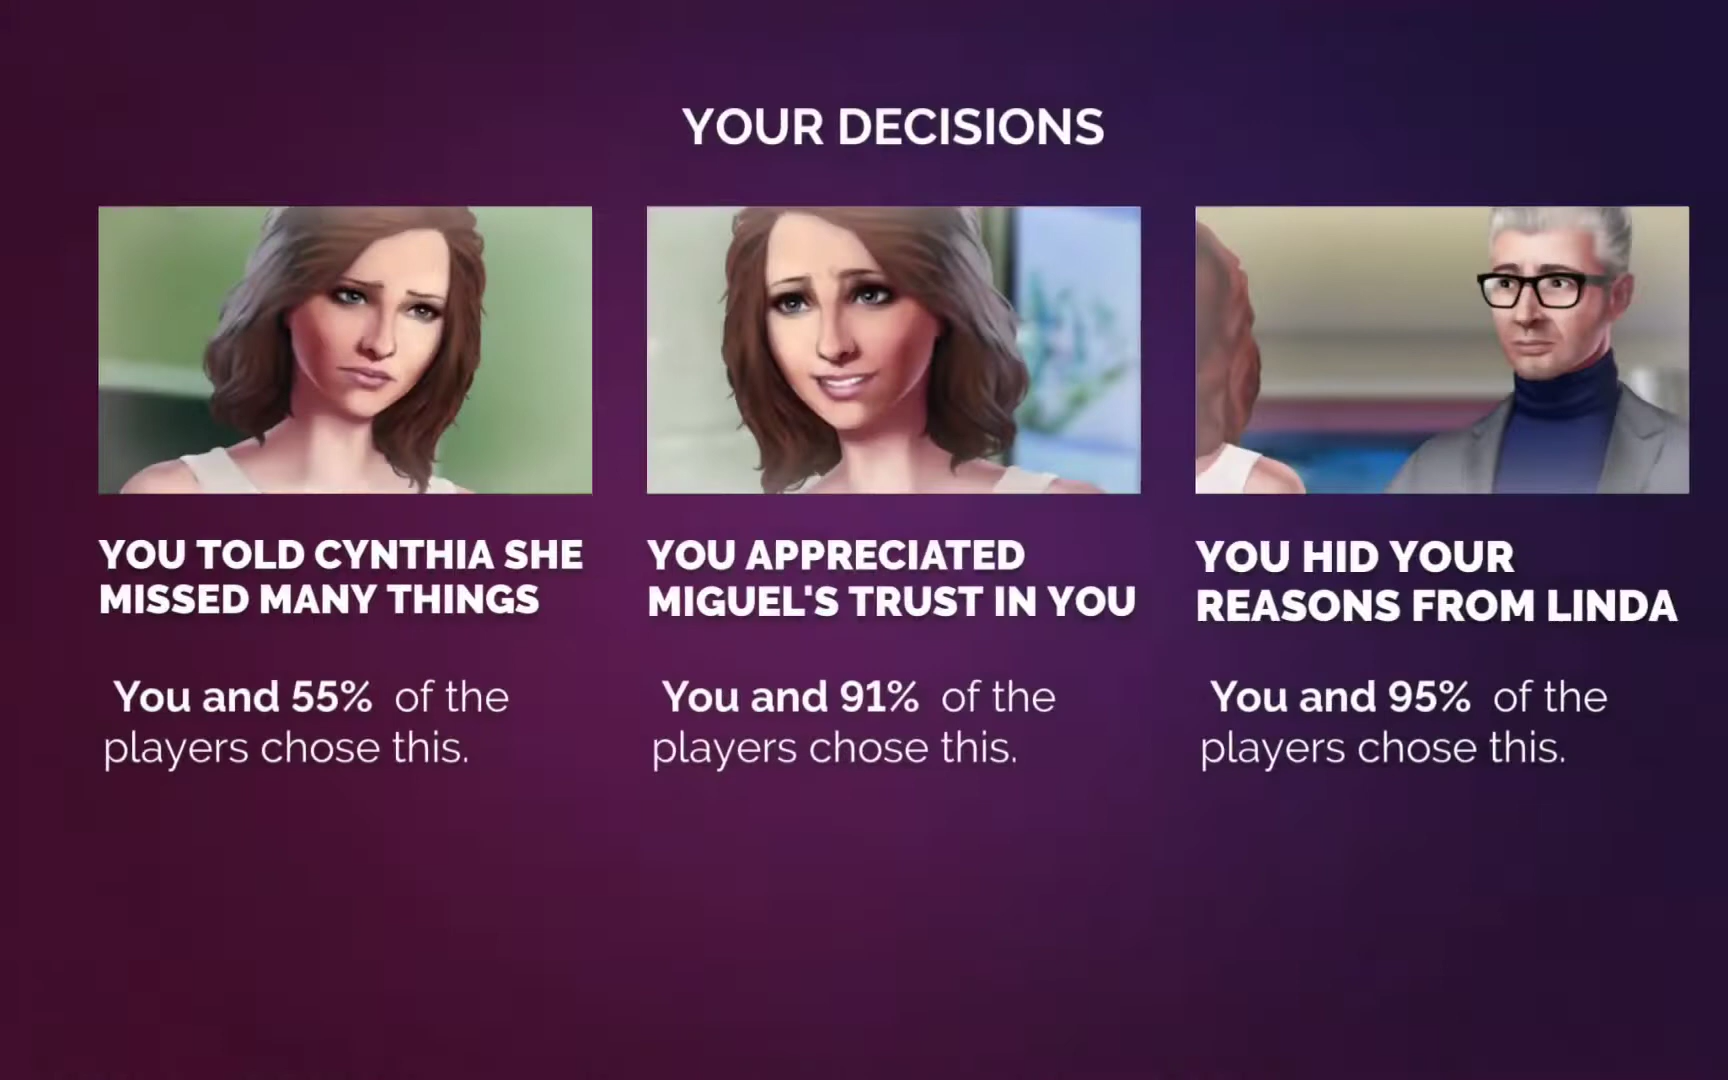 YOUR DECISIONS
YOU TOLD CYNTHIA SHE
MISSED MANY THINGS
You and 55% of the
players chose this.
YOU APPRECIATED
MIGUEL'S TRUST IN YOU
You and 91% of the
players chose this.
YOU HID YOUR
REASONS FROM LINDA
You and 95% of the
players chose this.